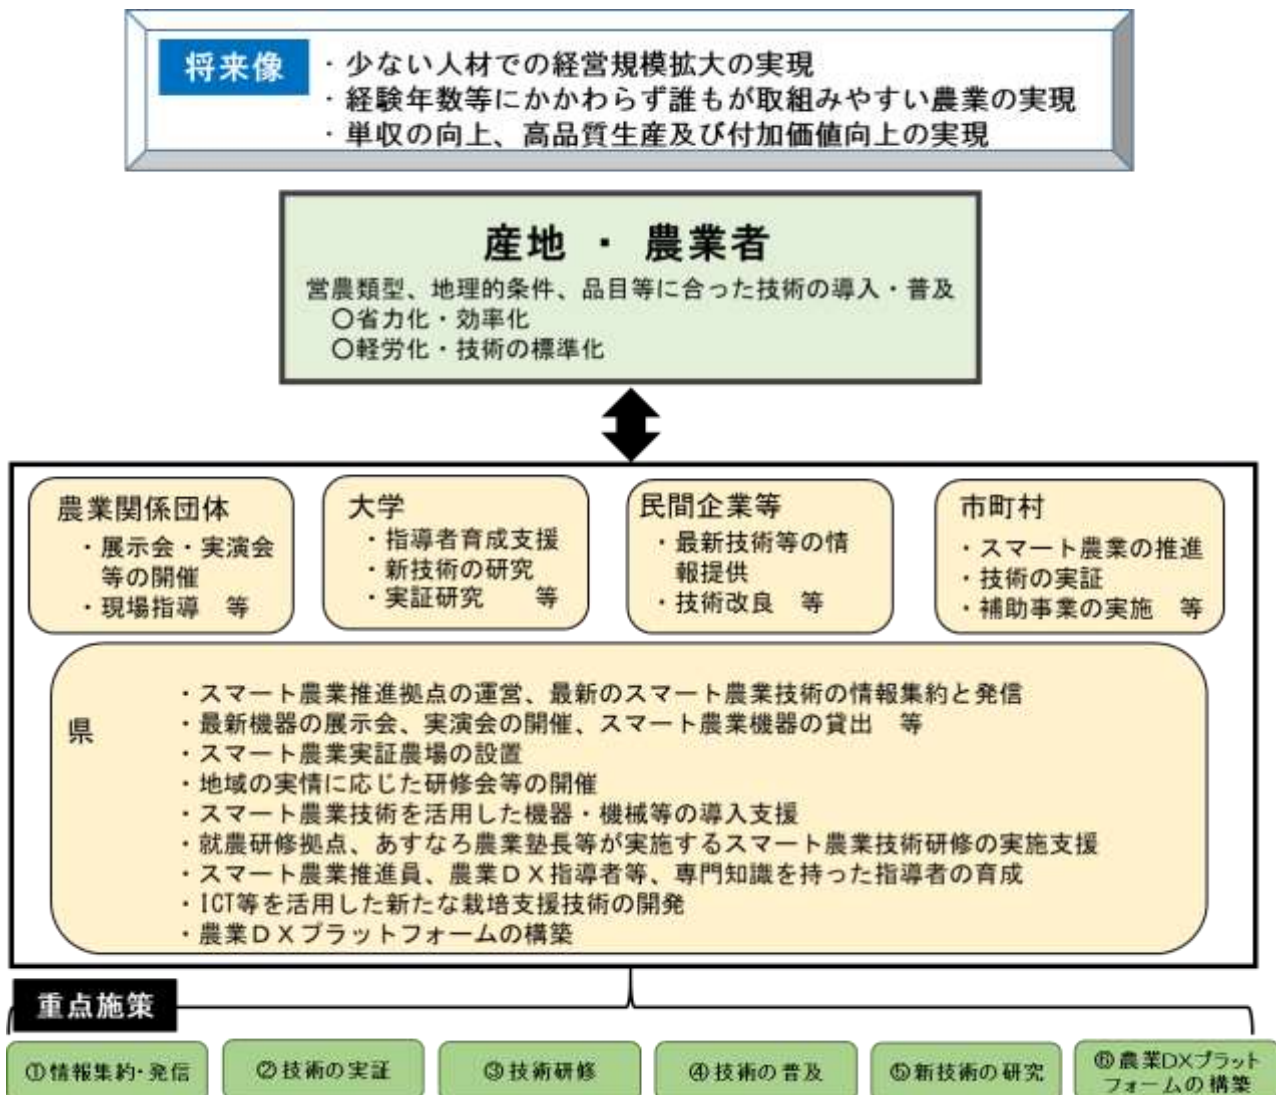 将来像
・少ない人材での経営規模拡大の実現
・経験年数等にかかわらず誰もが取組みやすい農業の実現
・単収の向上、高品質生産及び付加価値向上の実現
産地 ・ 農業者
営農類型、地理的条件、品目等に合った技術の導入・普及
〇省力化・効率化
〇軽労化・技術の標準化
農業関係団体
・展示会・実演会
等の開催
・現場指導　等
大学
・指導者育成支援
・新技術の研究
・実証研究　　等
民間企業等
・最新技術等の情
報提供
・技術改良　等
市町村
・スマート農業の推進
・技術の実証
・補助事業の実施　等
県
・スマート農業推進拠点の運営、最新のスマート農業技術の情報集約と発信
・最新機器の展示会、実演会の開催、スマート農業機器の貸出　等
・スマート農業実証農場の設置
・地域の実情に応じた研修会等の開催
・スマート農業技術を活用した機器・機械等の導入支援
・就農研修拠点、あすなろ農業塾長等が実施するスマート農業技術研修の実施支援
・スマート農業推進員、農業ＤＸ指導者等、専門知識を持った指導者の育成
・ICT等を活用した新たな栽培支援技術の開発
・農業ＤＸプラットフォームの構築
重点施策
①情報集約・発信
②技術の実証
③技術研修
④技術の普及
⑤新技術の研究
⑥農業DXプラット
フォームの構築